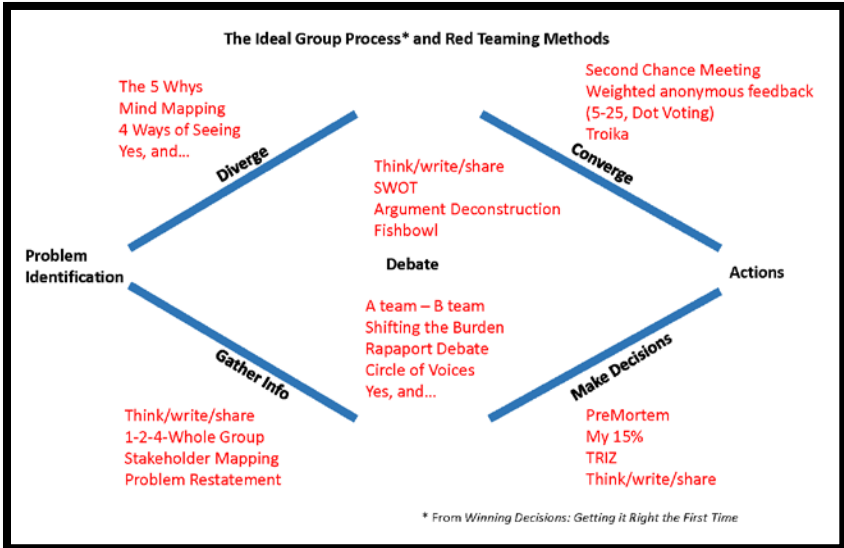 The Ideal Group Process* and Red Teaming Methods
The 5 Whys
Mind Mapping
4 Ways of Seeing
Yes, and...
Diverge
Second Chance Meeting
Weighted anonymous feedback
(5-25, Dot Voting)
Troika
Converge
Think/write/share
SWOT
Argument Deconstruction
Fishbowl
Problem
Identification
Debate
Actions
A team – B team
Shifting the Burden
Rapaport Debate
Circle of Voices
Yes, and...
Gather Info
Think/write/share
1-2-4-Whole Group
Stakeholder Mapping
Problem Restatement
Make Decisions
PreMortem
My 15%
TRIZ
Think/write/share
* From Winning Decisions: Getting it Right the First Time